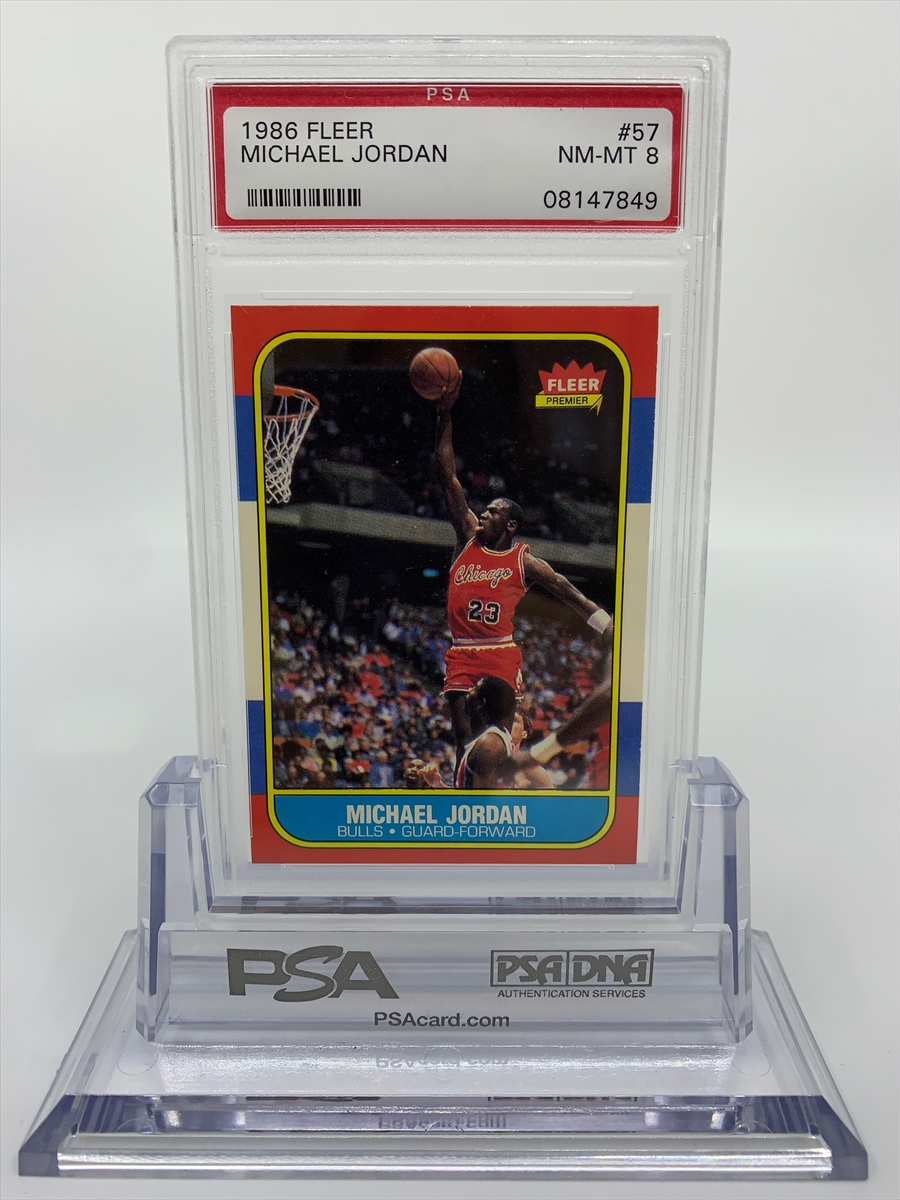 PSA
1986 FLEER #57
MICHAEL JORDAN NM-MT 8
08147849
FLEER
PREMIER
Chicago
23
MICHAEL JORDAN
BULLS • GUARD-FORWARD
PSA PSA DNA
AUTHENTICATION SERVICES
PSAcard.com